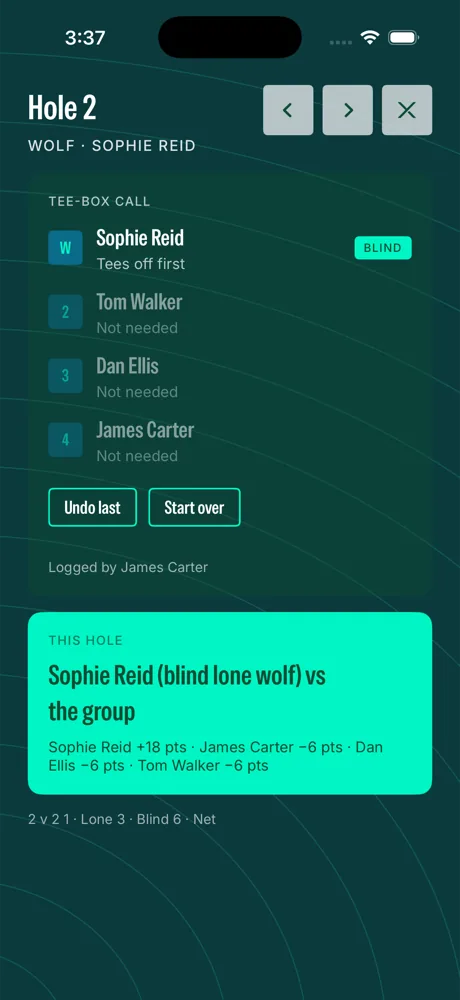 3:37
Hole 2
WOLF · SOPHIE REID
TEE-BOX CALL
W
Sophie Reid
Tees off first
BLIND
2
Tom Walker
Not needed
3
Dan Ellis
Not needed
4
James Carter
Not needed
Undo last
Start over
Logged by James Carter
THIS HOLE
Sophie Reid (blind lone wolf) vs
the group
Sophie Reid +18 pts · James Carter −6 pts · Dan
Ellis −6 pts · Tom Walker −6 pts
2 v 2 1 · Lone 3 · Blind 6 · Net